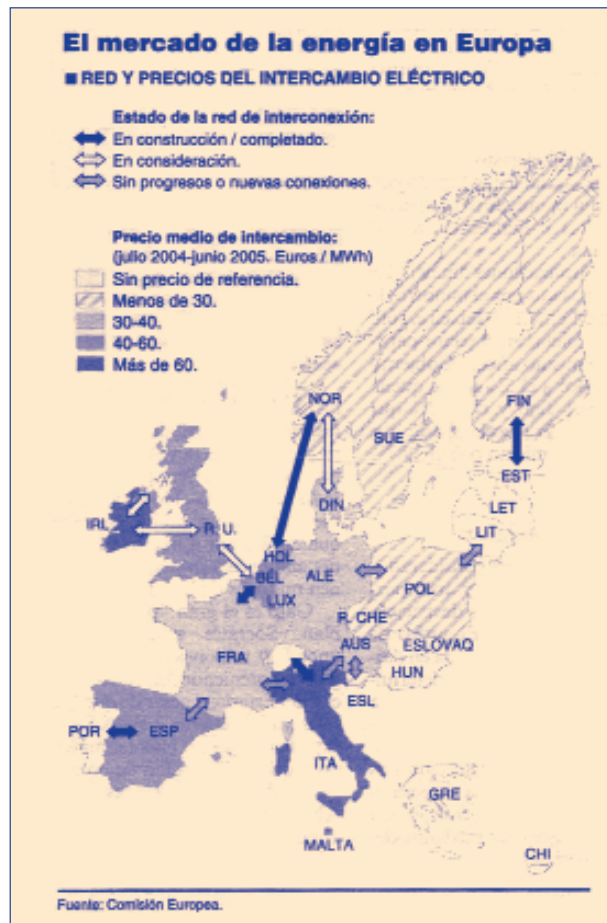 El mercado de la energía en Europa
RED Y PRECIOS DEL INTERCAMBIO ELÉCTRICO
Estado de la red de interconexión:
En construcción / completado.
En consideración.
Sin progresos o nuevas conexiones.
Precio medio de intercambio:
(julio 2004-junio 2005. Euros / MWh)
Sin precio de referencia.
Menos de 30.
30-40.
40-60.
Más de 60.
NOR
FIN
SUE
EST
DIN
LET
IRL
R. U.
LIT
HOL
BÉL
ALE
POL
LUX
R. CHE
AUS
ESLOVAQ
FRA
HUN
ESL
POR
ESP
ITA
GRE
MALTA
CHI
Fuente: Comisión Europea.